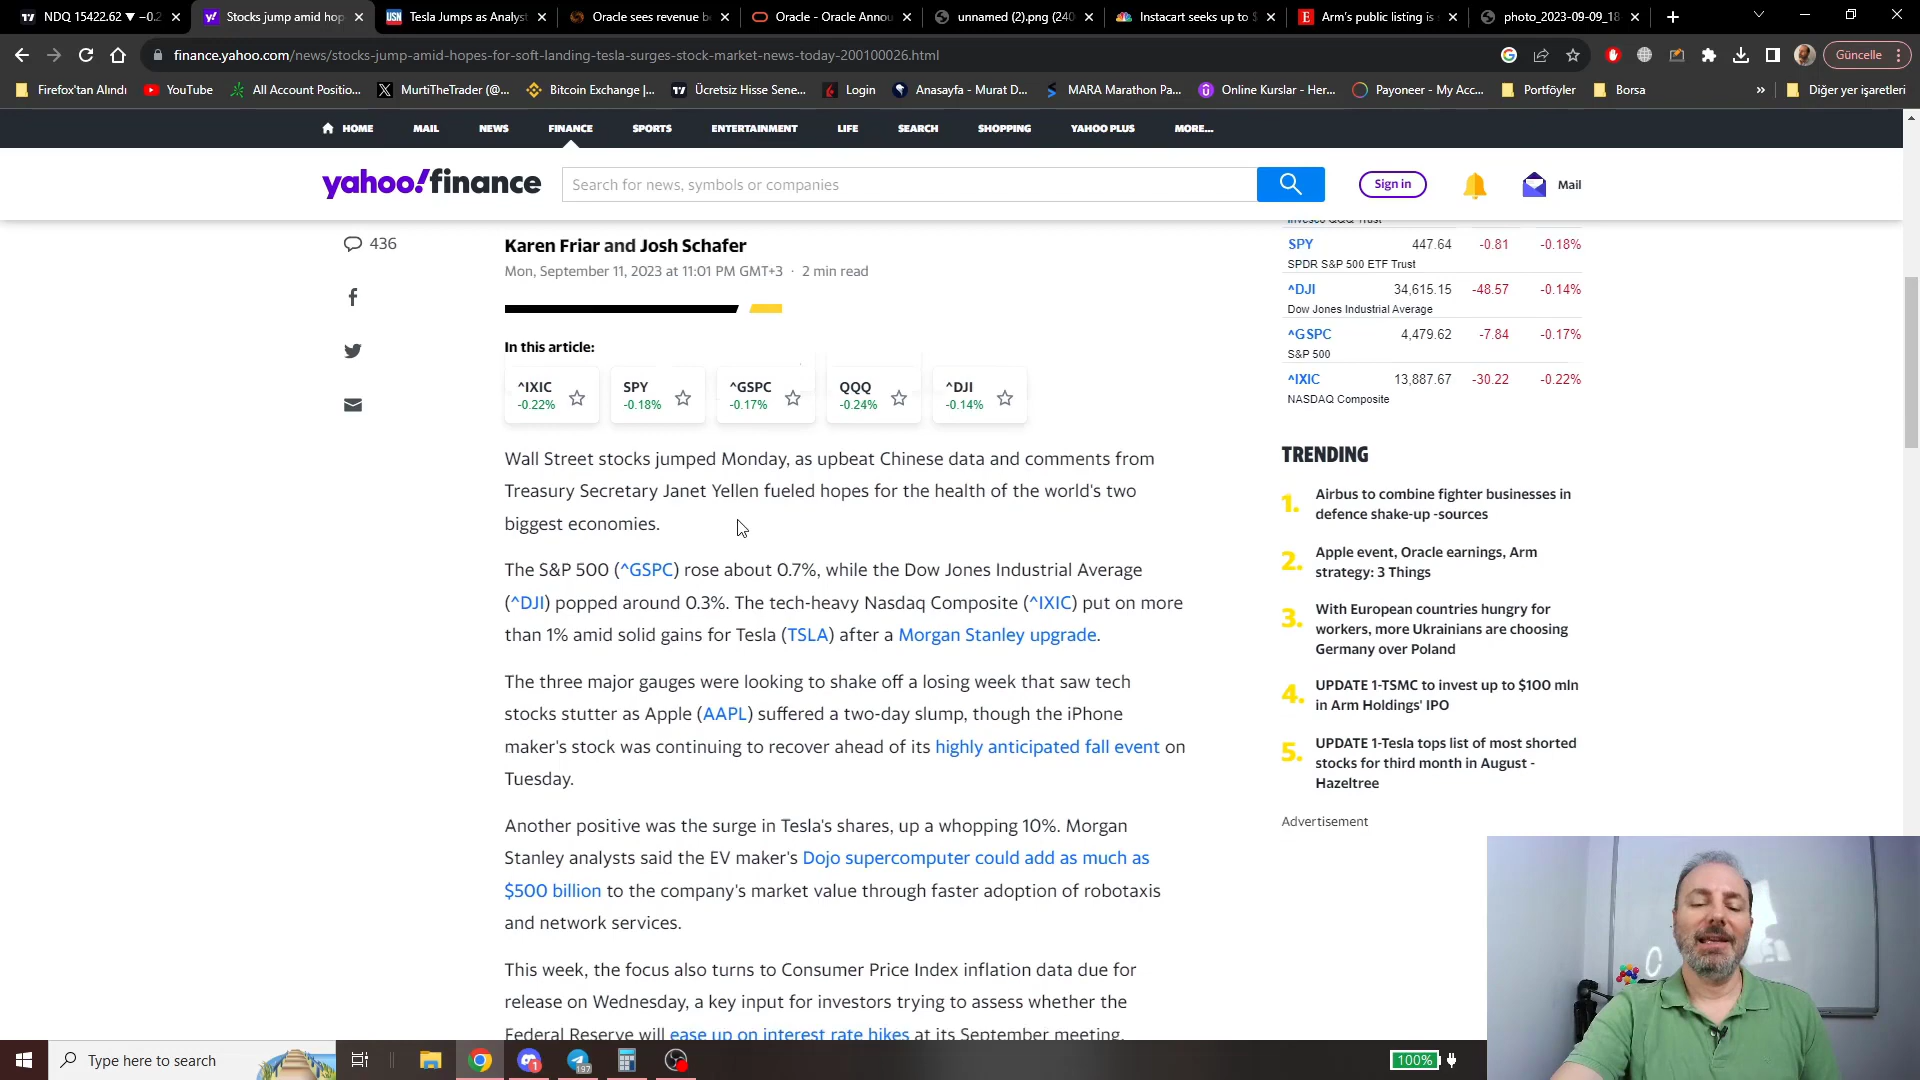 NDQ 15422.62 ▼ −0.2
Stocks jump amid hop
Tesla Jumps as Analyst
Oracle sees revenue b
Oracle - Oracle Annou
unnamed (2).png (240
Instacart seeks up to $
Arm's public listing is
photo_2023-09-09_18
finance.yahoo.com/news/stocks-jump-amid-hopes-for-soft-landing-tesla-surges-stock-market-news-today-200100026.html
Güncelle
Firefox'tan Alındı
YouTube
All Account Positio...
MurtiTheTrader (@...
Bitcoin Exchange |...
Ücretsiz Hisse Sene...
Login
Anasayfa - Murat D...
MARA Marathon Pa...
Online Kurslar - Her...
Payoneer - My Acc...
Portföyler
Borsa
»
Diğer yer işaretleri
HOME
MAIL
NEWS
FINANCE
SPORTS
ENTERTAINMENT
LIFE
SEARCH
SHOPPING
YAHOO PLUS
MORE...
yahoo!finance
Search for news, symbols or companies
Sign in
Mail
436
Karen Friar and Josh Schafer
Mon, September 11, 2023 at 11:01 PM GMT+3 · 2 min read
In this article:
^IXIC
-0.22%
SPY
-0.18%
^GSPC
-0.17%
QQQ
-0.24%
^DJI
-0.14%
Wall Street stocks jumped Monday, as upbeat Chinese data and comments from
Treasury Secretary Janet Yellen fueled hopes for the health of the world's two
biggest economies.
The S&P 500 (^GSPC) rose about 0.7%, while the Dow Jones Industrial Average
(^DJI) popped around 0.3%. The tech-heavy Nasdaq Composite (^IXIC) put on more
than 1% amid solid gains for Tesla (TSLA) after a Morgan Stanley upgrade.
The three major gauges were looking to shake off a losing week that saw tech
stocks stutter as Apple (AAPL) suffered a two-day slump, though the iPhone
maker's stock was continuing to recover ahead of its highly anticipated fall event on
Tuesday.
Another positive was the surge in Tesla's shares, up a whopping 10%. Morgan
Stanley analysts said the EV maker's Dojo supercomputer could add as much as
$500 billion to the company's market value through faster adoption of robotaxis
and network services.
This week, the focus also turns to Consumer Price Index inflation data due for
release on Wednesday, a key input for investors trying to assess whether the
Federal Reserve will ease up on interest rate hikes at its September meeting.
Invesco QQQ Trust
SPY 447.64 -0.81 -0.18%
SPDR S&P 500 ETF Trust
^DJI 34,615.15 -48.57 -0.14%
Dow Jones Industrial Average
^GSPC 4,479.62 -7.84 -0.17%
S&P 500
^IXIC 13,887.67 -30.22 -0.22%
NASDAQ Composite
TRENDING
1. Airbus to combine fighter businesses in
defence shake-up -sources
2. Apple event, Oracle earnings, Arm
strategy: 3 Things
3. With European countries hungry for
workers, more Ukrainians are choosing
Germany over Poland
4. UPDATE 1-TSMC to invest up to $100 mln
in Arm Holdings' IPO
5. UPDATE 1-Tesla tops list of most shorted
stocks for third month in August -
Hazeltree
Advertisement
Type here to search
1
197
100%